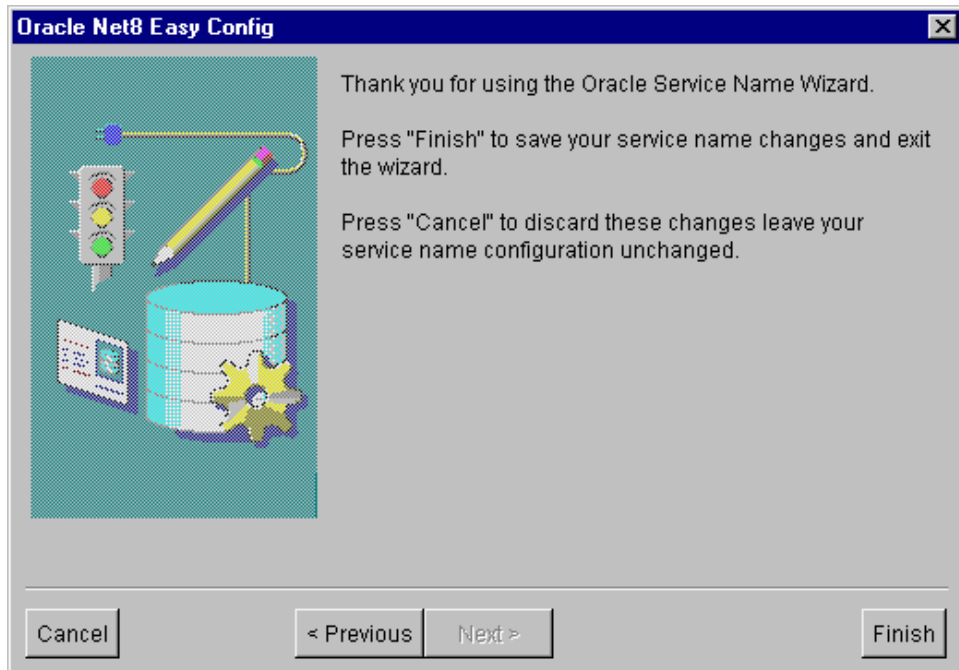 Oracle Net8 Easy Config
Thank you for using the Oracle Service Name Wizard.
Press "Finish" to save your service name changes and exit
the wizard.
Press "Cancel" to discard these changes leave your
service name configuration unchanged.
Cancel
< Previous
Next >
Finish